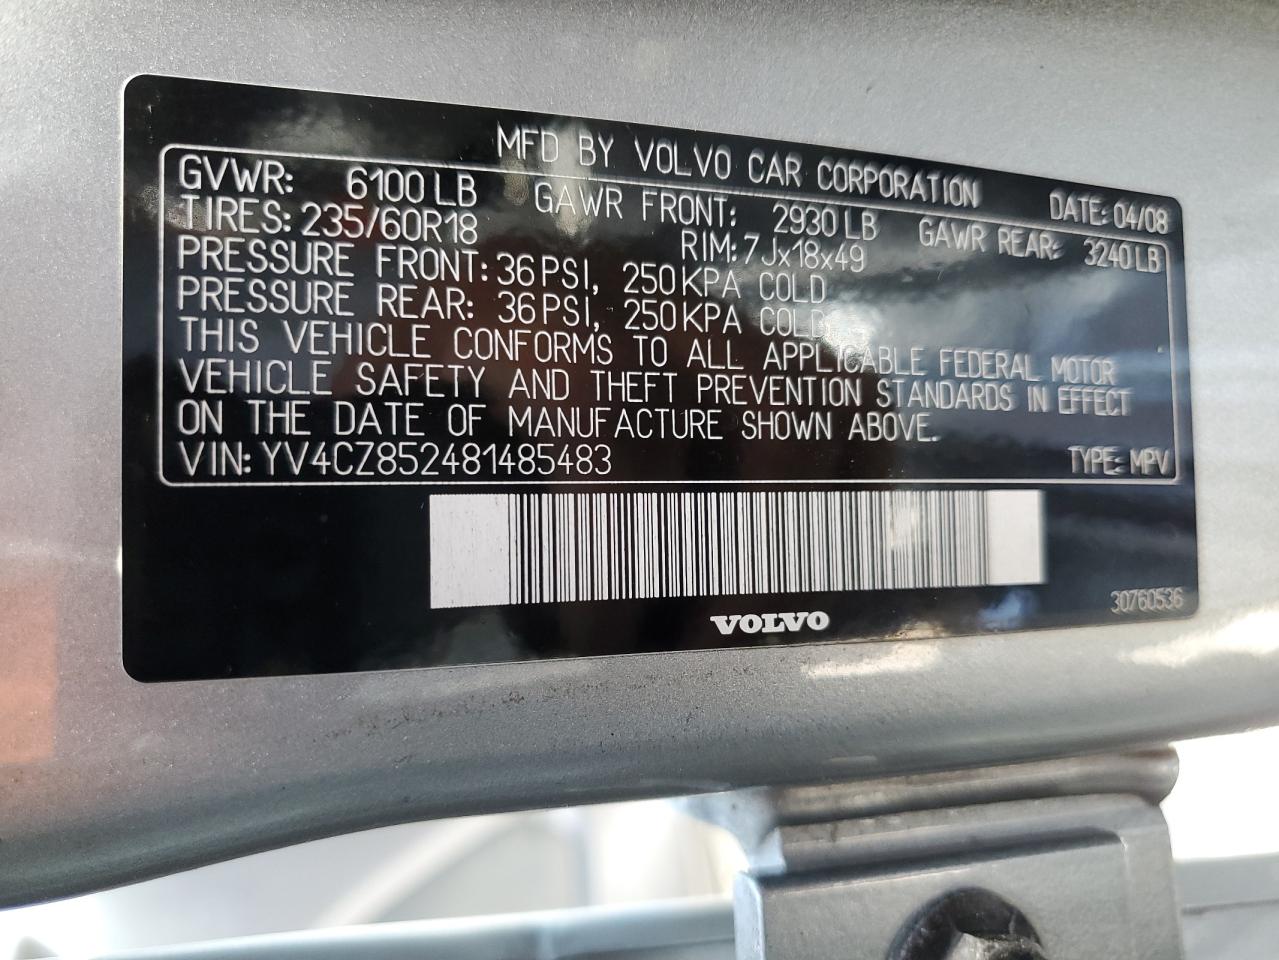 MFD BY VOLVO CAR CORPORATION DATE: 04/08
GVWR: 6100 LB GAWR FRONT: 2930 LB GAWR REAR: 3240 LB
TIRES: 235/60R18 RIM: 7Jx18x49
PRESSURE FRONT: 36 PSI, 250 KPA COLD
PRESSURE REAR: 36 PSI, 250 KPA COLD
THIS VEHICLE CONFORMS TO ALL APPLICABLE FEDERAL MOTOR
VEHICLE SAFETY AND THEFT PREVENTION STANDARDS IN EFFECT
ON THE DATE OF MANUFACTURE SHOWN ABOVE.
VIN: YV4CZ852481485483 TYPE: MPV
30760536
VOLVO